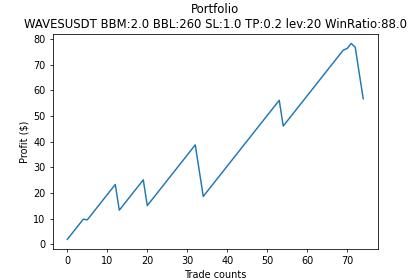 Portfolio
WAVESUSDT BBM:2.0 BBL:260 SL:1.0 TP:0.2 lev:20 WinRatio:88.0
80
70
60
50
40
30
20
10
0
Profit ($)
0 10 20 30 40 50 60 70
Trade counts